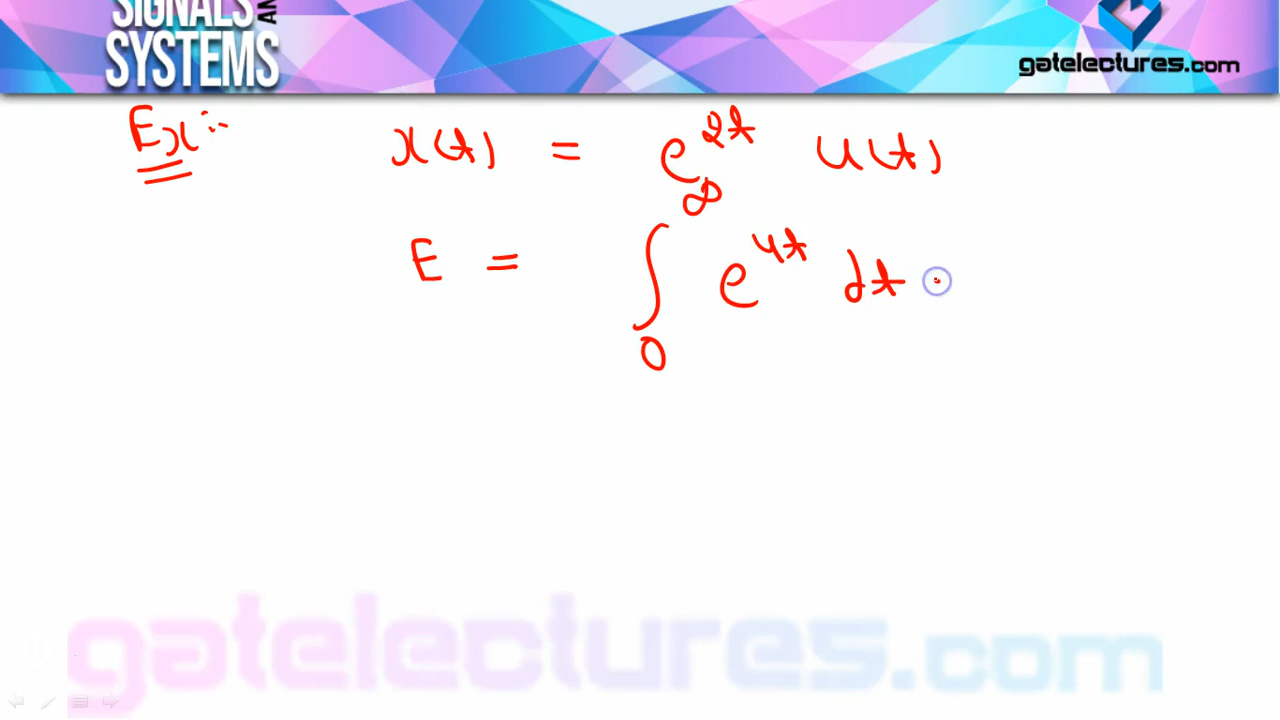 SIGNALS AND
SYSTEMS
gatelectures.com
Ex:-
x(t) = e^{2t} u(t)
E = ∫_0^∞ e^{4t} dt
gatelectures.com